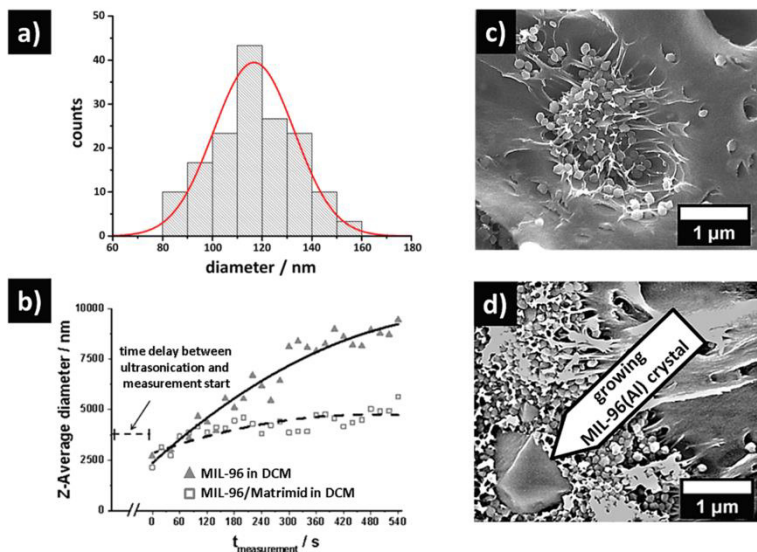 a)
50
40
30
20
10
0
counts
60 80 100 120 140 160 180
diameter / nm
b)
10000
7500
5000
2500
0
Z-Average diameter / nm
time delay between
ultrasonication and
measurement start
MIL-96 in DCM
MIL-96/Matrimid in DCM
0 60 120 180 240 300 360 420 480 540
t measurement / s
c)
1 µm
d)
growing
MIL-96(Al) crystal
1 µm